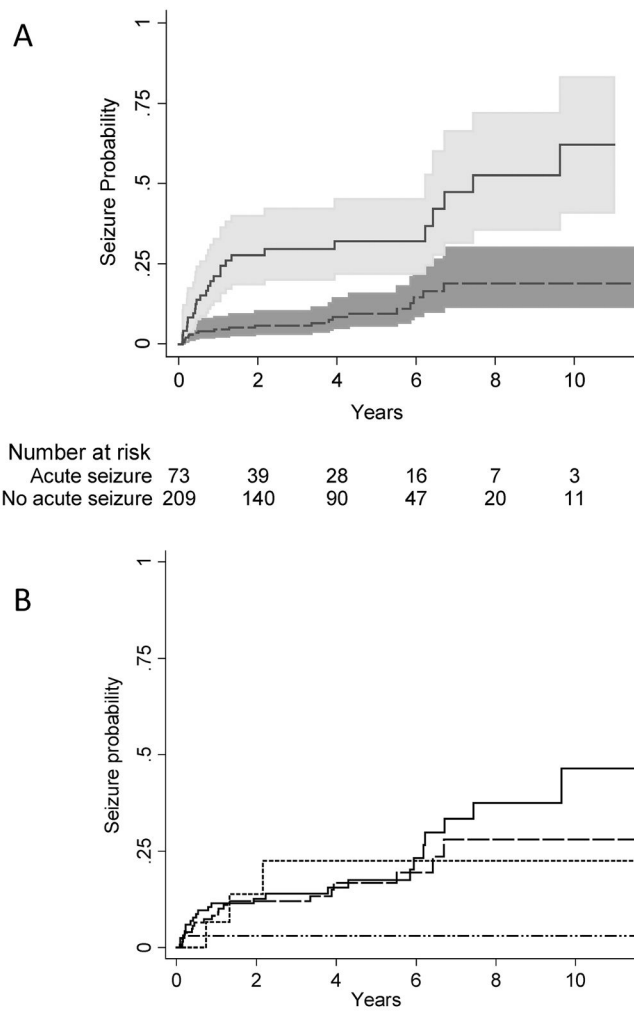 A
Seizure Probability
1
.75
.5
.25
0
0 2 4 6 8 10
Years
Number at risk
Acute seizure 73 39 28 16 7 3
No acute seizure 209 140 90 47 20 11
B
Seizure probability
1
.75
.5
.25
0
0 2 4 6 8 10
Years